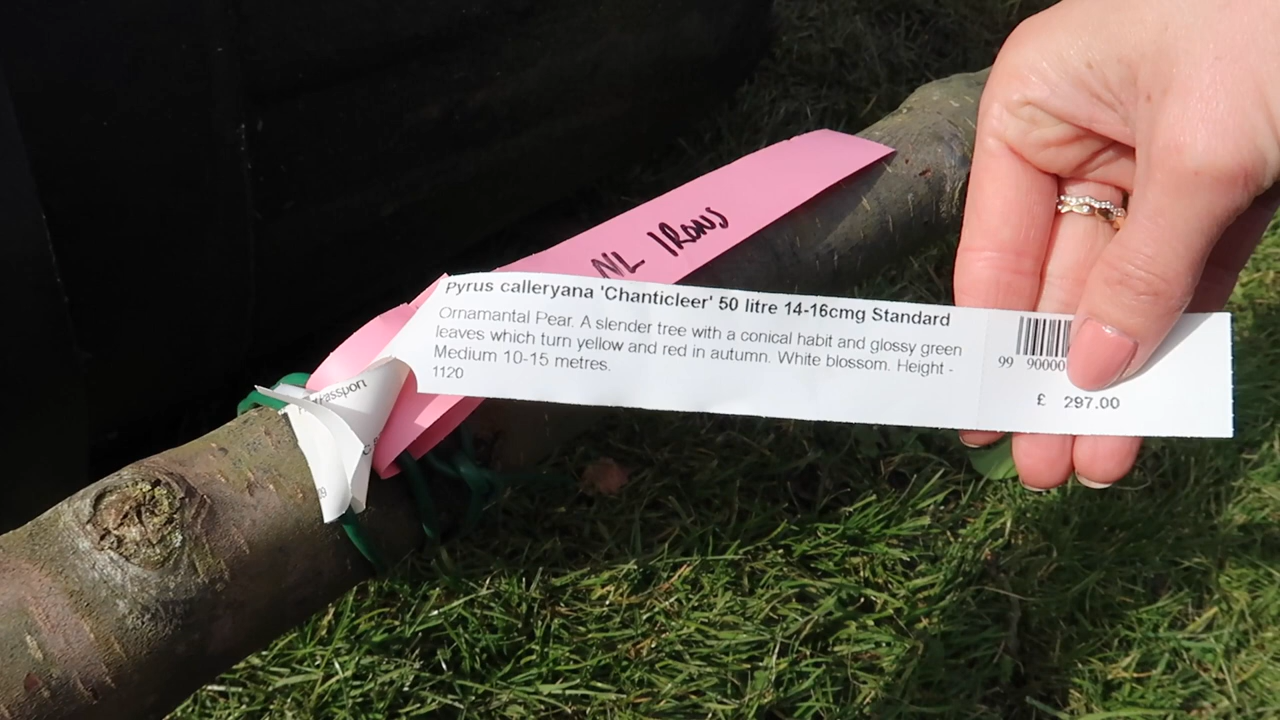 NL IRONS
Pyrus calleryana 'Chanticleer' 50 litre 14-16cmg Standard
Ornamantal Pear. A slender tree with a conical habit and glossy green
leaves which turn yellow and red in autumn. White blossom. Height -
Medium 10-15 metres.
1120
99 90000
£ 297.00
Passport